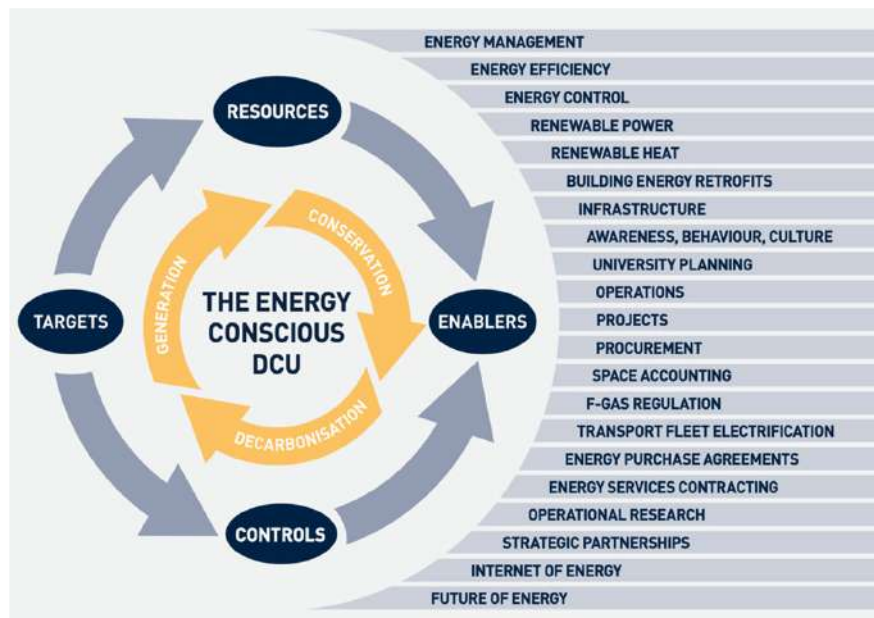 RESOURCES
TARGETS
GENERATION
CONSERVATION
THE ENERGY
CONSCIOUS
DCU
DECARBONISATION
ENABLERS
CONTROLS
ENERGY MANAGEMENT
ENERGY EFFICIENCY
ENERGY CONTROL
RENEWABLE POWER
RENEWABLE HEAT
BUILDING ENERGY RETROFITS
INFRASTRUCTURE
AWARENESS, BEHAVIOUR, CULTURE
UNIVERSITY PLANNING
OPERATIONS
PROJECTS
PROCUREMENT
SPACE ACCOUNTING
F-GAS REGULATION
TRANSPORT FLEET ELECTRIFICATION
ENERGY PURCHASE AGREEMENTS
ENERGY SERVICES CONTRACTING
OPERATIONAL RESEARCH
STRATEGIC PARTNERSHIPS
INTERNET OF ENERGY
FUTURE OF ENERGY